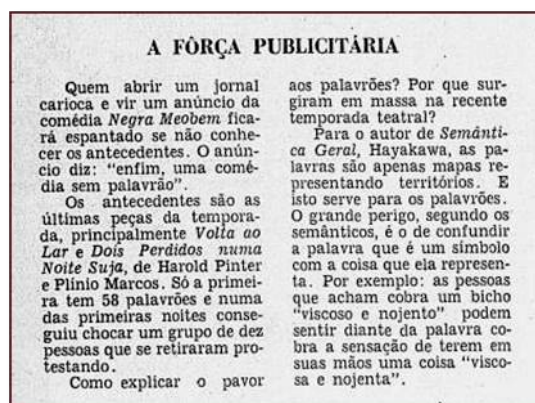 A FÔRÇA PUBLICITÁRIA
Quem abrir um jornal
carioca e vir um anúncio da
comédia Negra Meobem fica-
rá espantado se não conhe-
cer os antecedentes. O anún-
cio diz: "enfim, uma comé-
dia sem palavrão".
Os antecedentes são as
últimas peças da tempora-
da, principalmente Volta ao
Lar e Dois Perdidos numa
Noite Suja, de Harold Pinter
e Plínio Marcos. Só a primei-
ra tem 58 palavrões e numa
das primeiras noites conse-
guiu chocar um grupo de dez
pessoas que se retiraram pro-
testando.
Como explicar o pavor
aos palavrões? Por que sur-
giram em massa na recente
temporada teatral?
Para o autor de Semânti-
ca Geral, Hayakawa, as pa-
lavras são apenas mapas re-
presentando territórios. E
isto serve para os palavrões.
O grande perigo, segundo os
semânticos, é o de confundir
a palavra que é um símbolo
com a coisa que ela represen-
ta. Por exemplo: as pessoas
que acham cobra um bicho
"viscoso e nojento" podem
sentir diante da palavra co-
bra a sensação de terem em
suas mãos uma coisa "visco-
sa e nojenta".